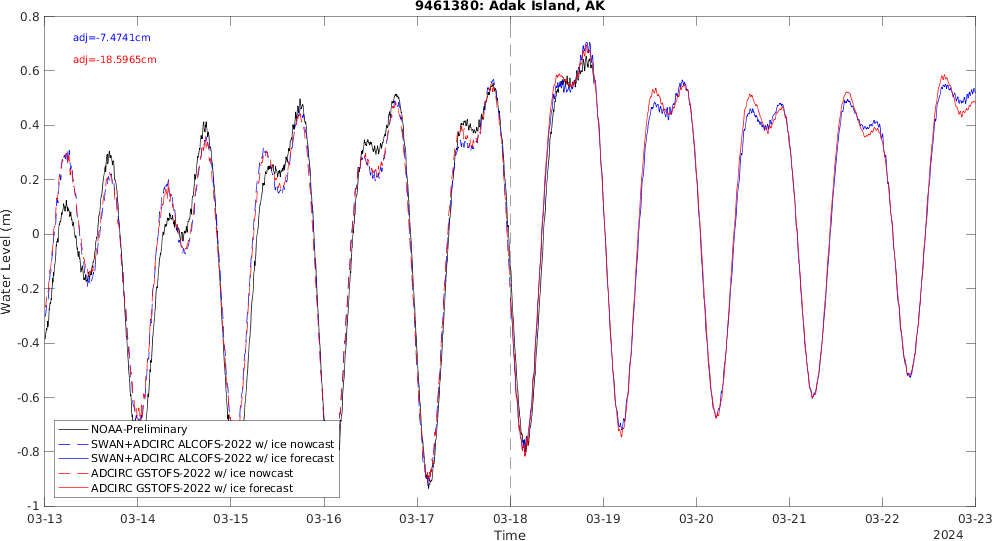 9461380: Adak Island, AK
adj=-7.4741cm
adj=-18.5965cm
Water Level (m)
0.8
0.6
0.4
0.2
0
-0.2
-0.4
-0.6
-0.8
-1
NOAA-Preliminary
SWAN+ADCIRC ALCOFS-2022 w/ ice nowcast
SWAN+ADCIRC ALCOFS-2022 w/ ice forecast
ADCIRC GSTOFS-2022 w/ ice nowcast
ADCIRC GSTOFS-2022 w/ ice forecast
03-13 03-14 03-15 03-16 03-17 03-18 03-19 03-20 03-21 03-22 03-23
Time
2024